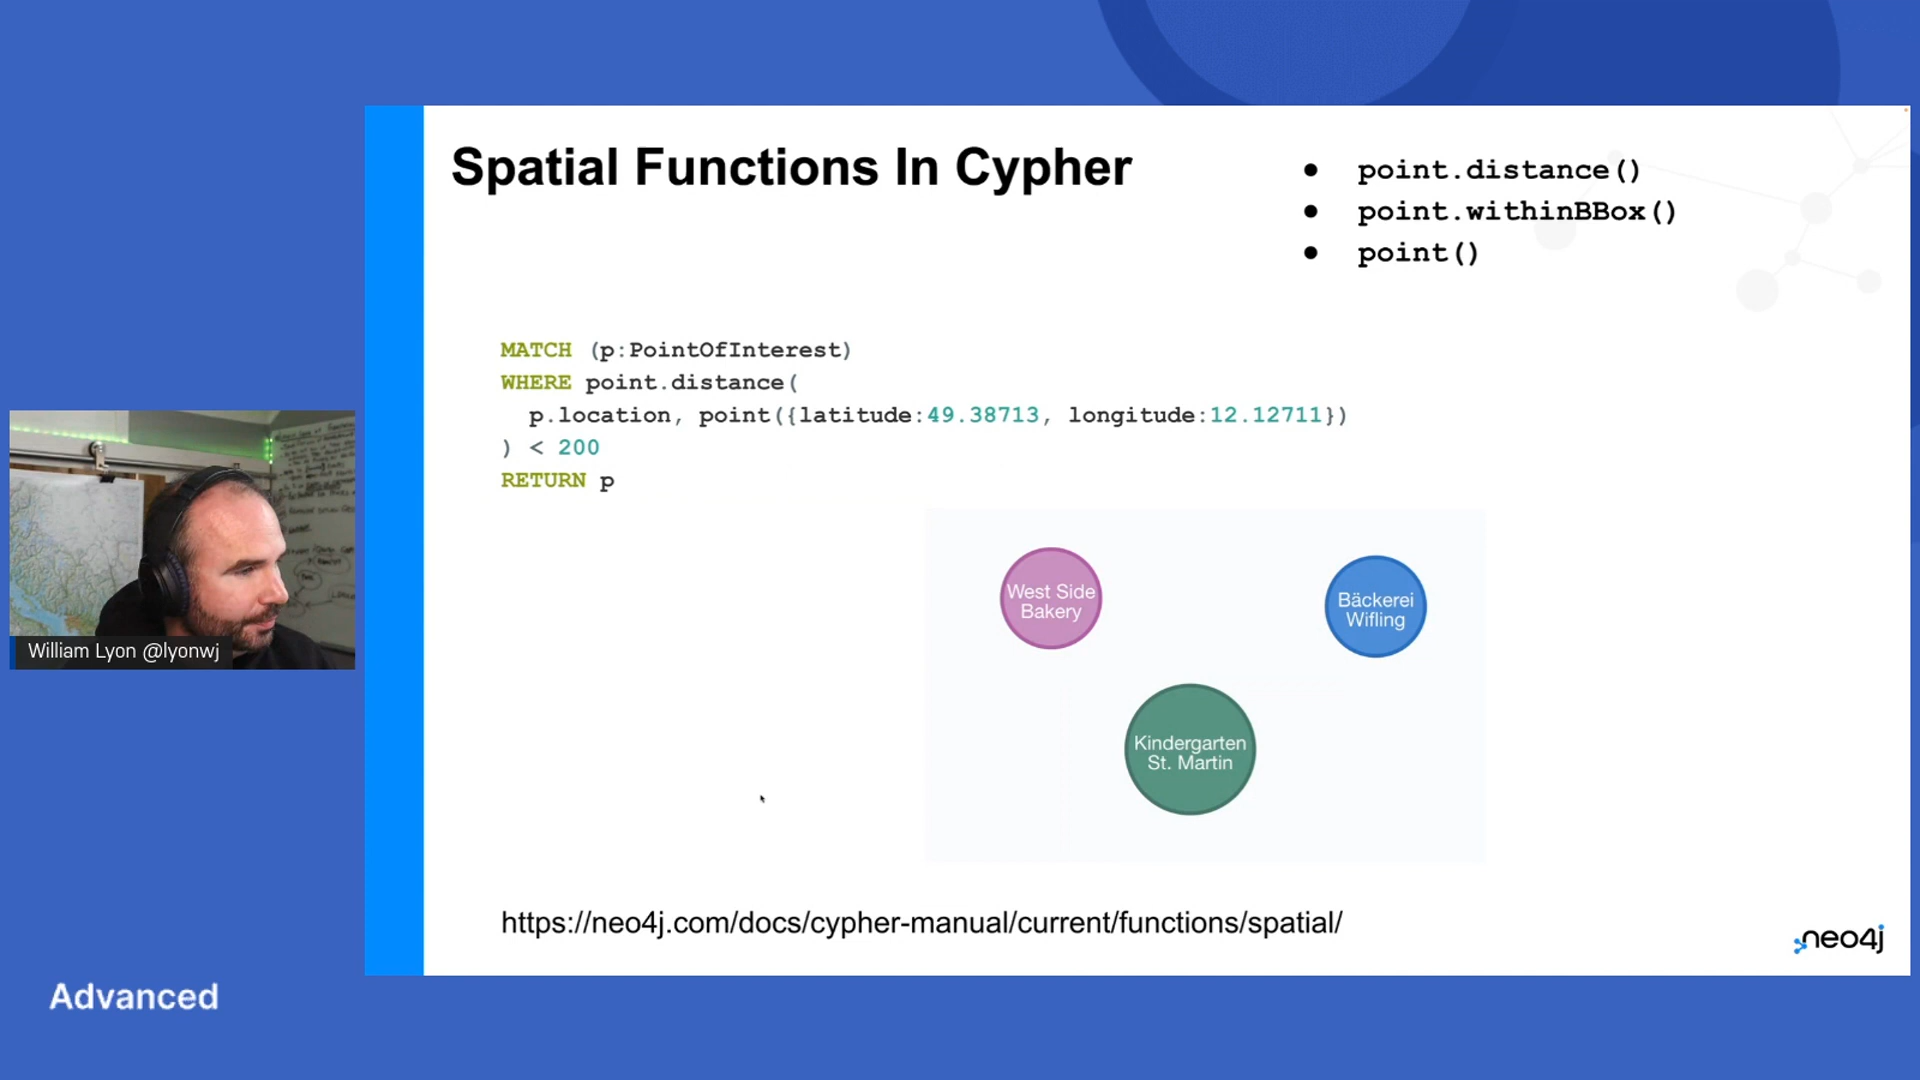 Spatial Functions In Cypher
● point.distance()
● point.withinBBox()
● point()
MATCH (p:PointOfInterest)
WHERE point.distance(
p.location, point({latitude:49.38713, longitude:12.12711})
) < 200
RETURN p
West Side
Bakery
Bäckerei
Wifling
Kindergarten
St. Martin
William Lyon @lyonwj
https://neo4j.com/docs/cypher-manual/current/functions/spatial/
neo4j
Advanced